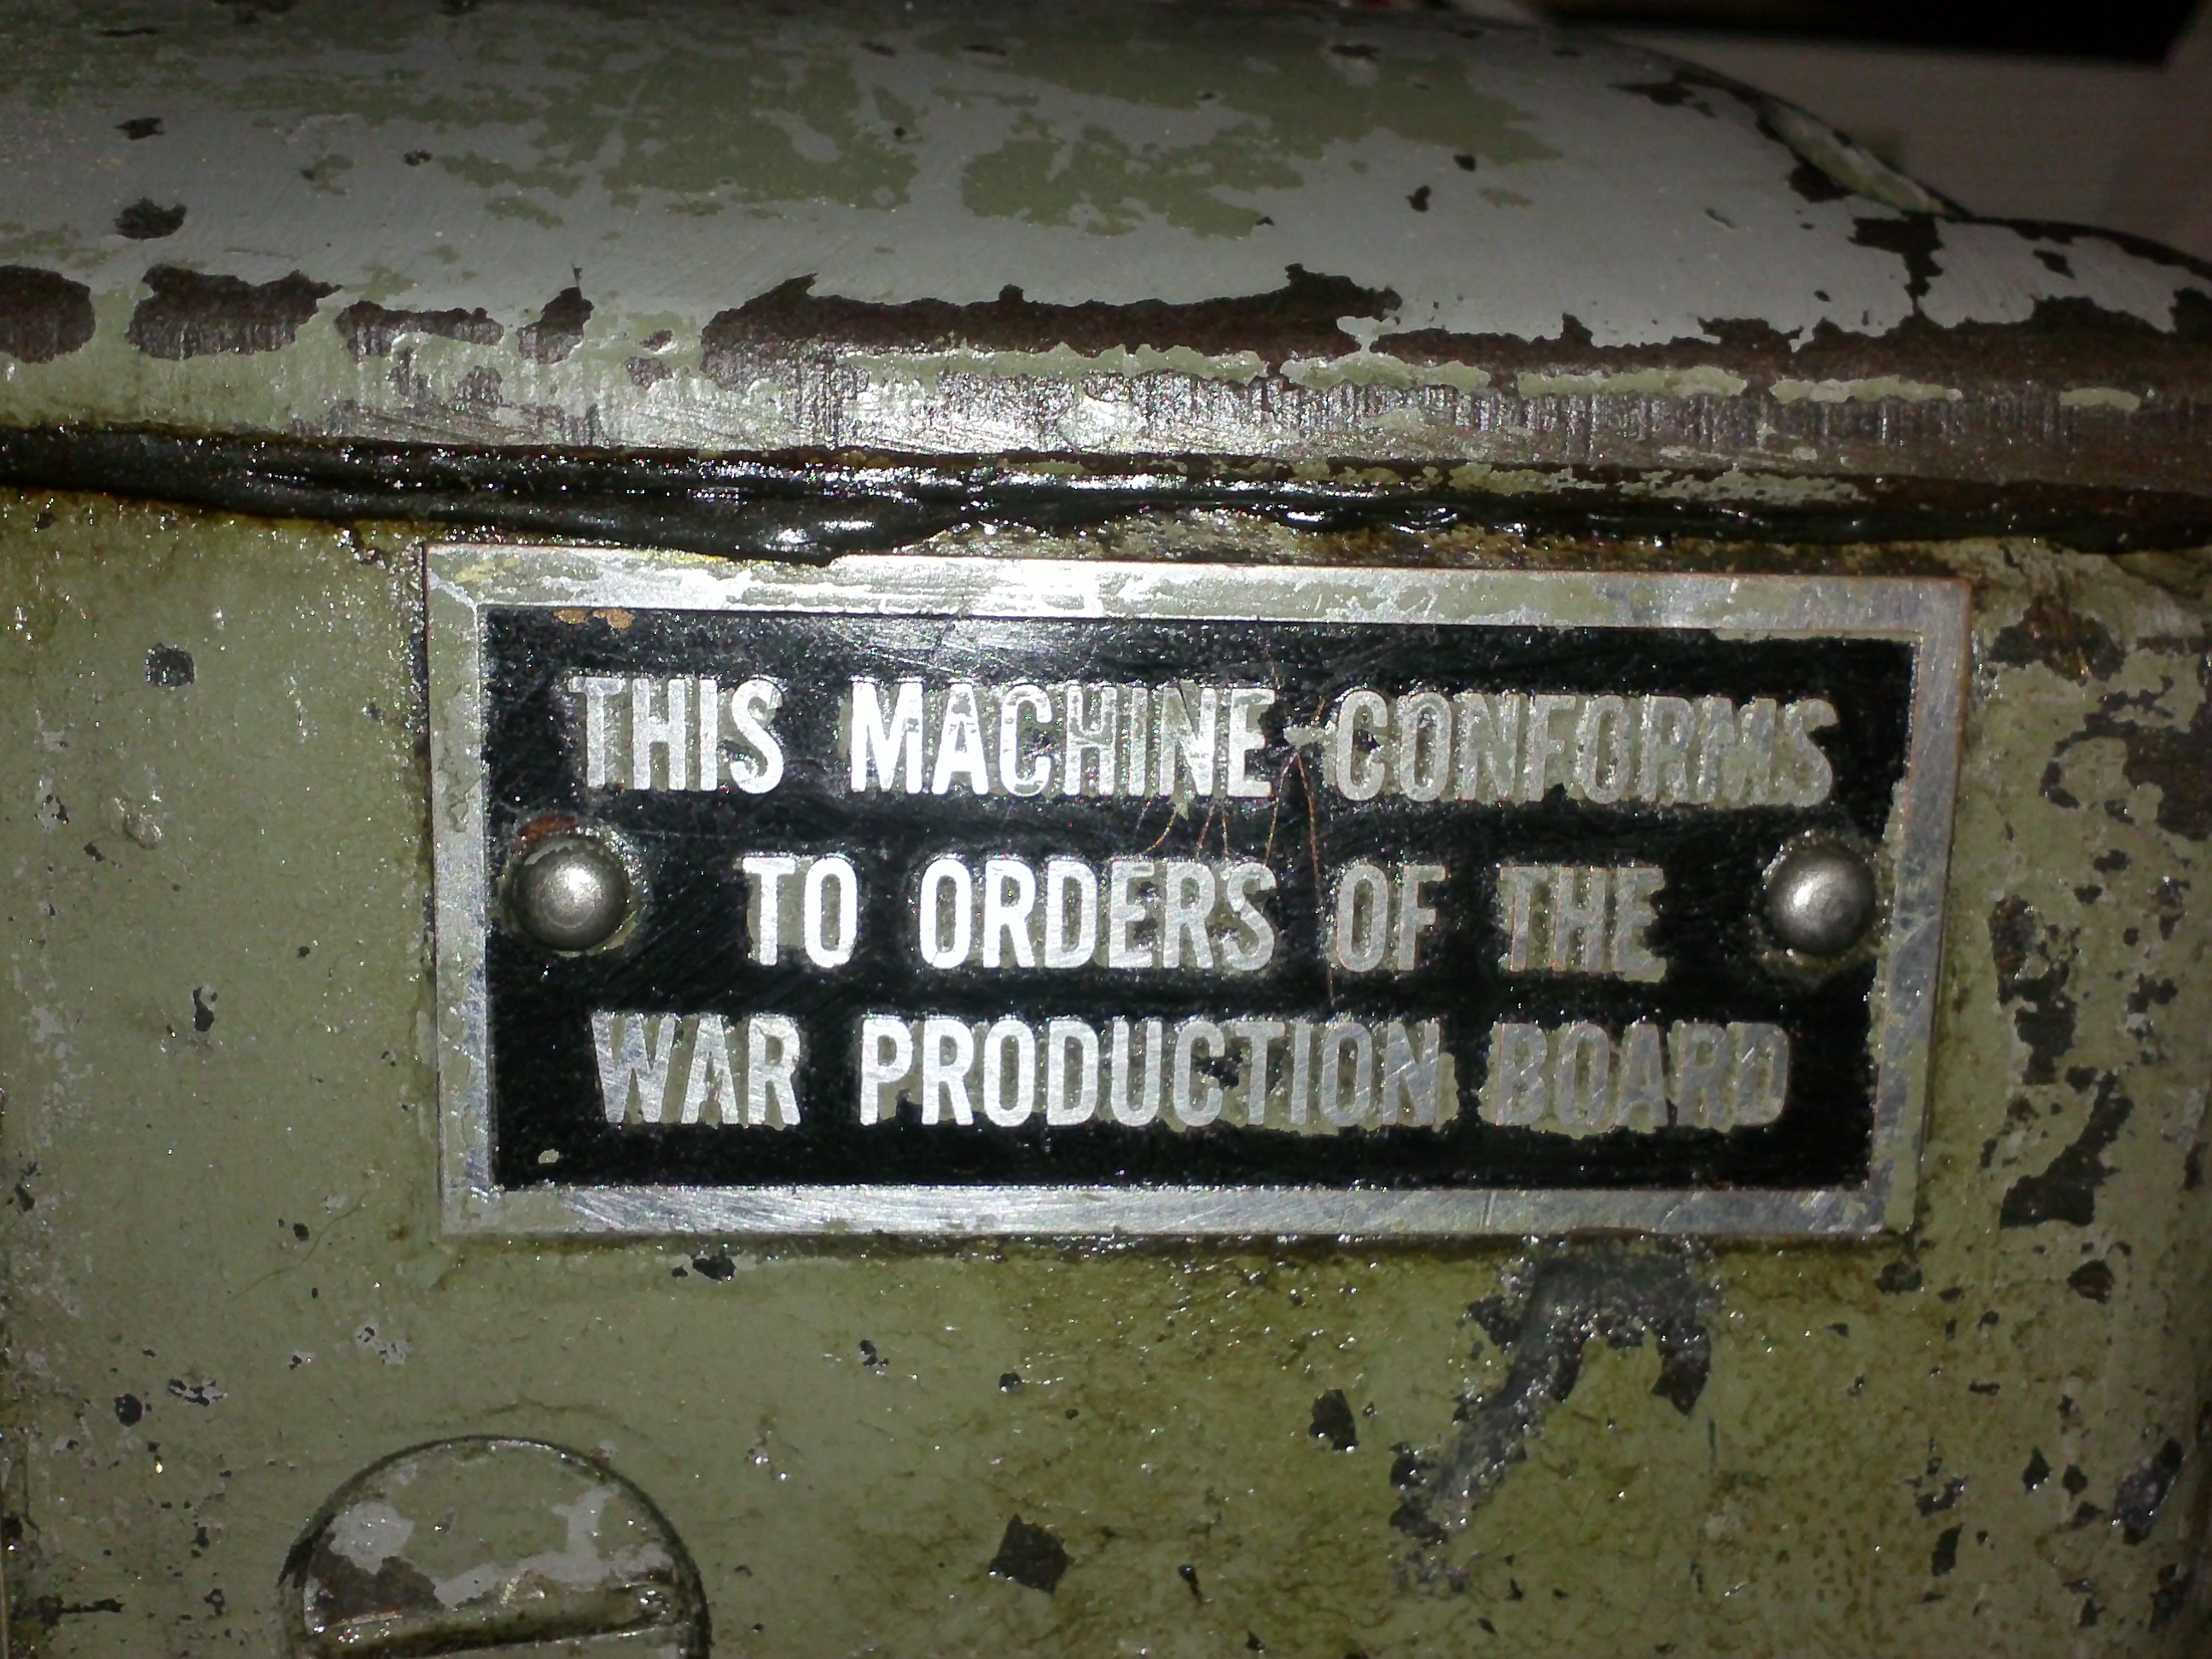 THIS MACHINE CONFORMS
TO ORDERS OF THE
WAR PRODUCTION BOARD